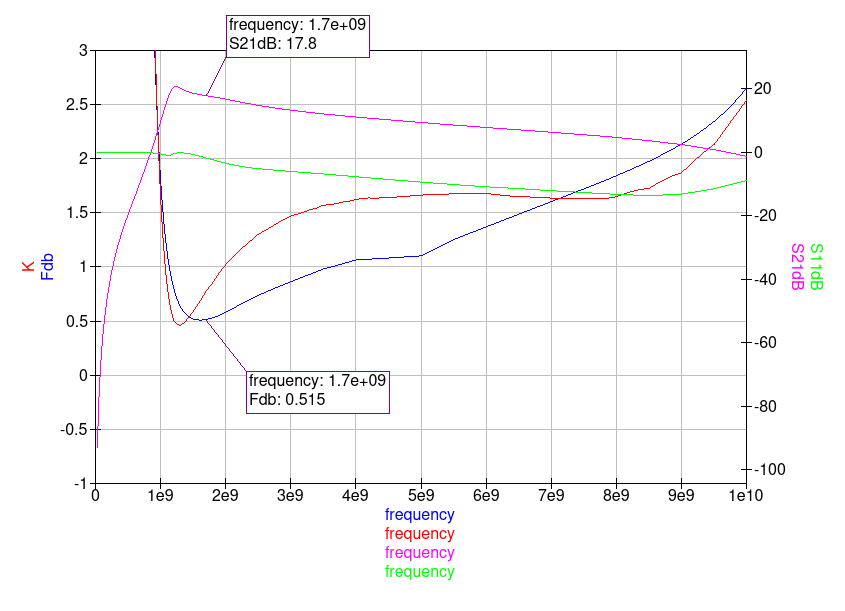 frequency: 1.7e+09
S21dB: 17.8
3
2.5
2
1.5
1
0.5
0
-0.5
-1
K
Fdb
20
0
-20
-40
-60
-80
-100
S21dB
S11dB
frequency: 1.7e+09
Fdb: 0.515
0
1e9
2e9
3e9
4e9
5e9
6e9
7e9
8e9
9e9
1e10
frequency
frequency
frequency
frequency